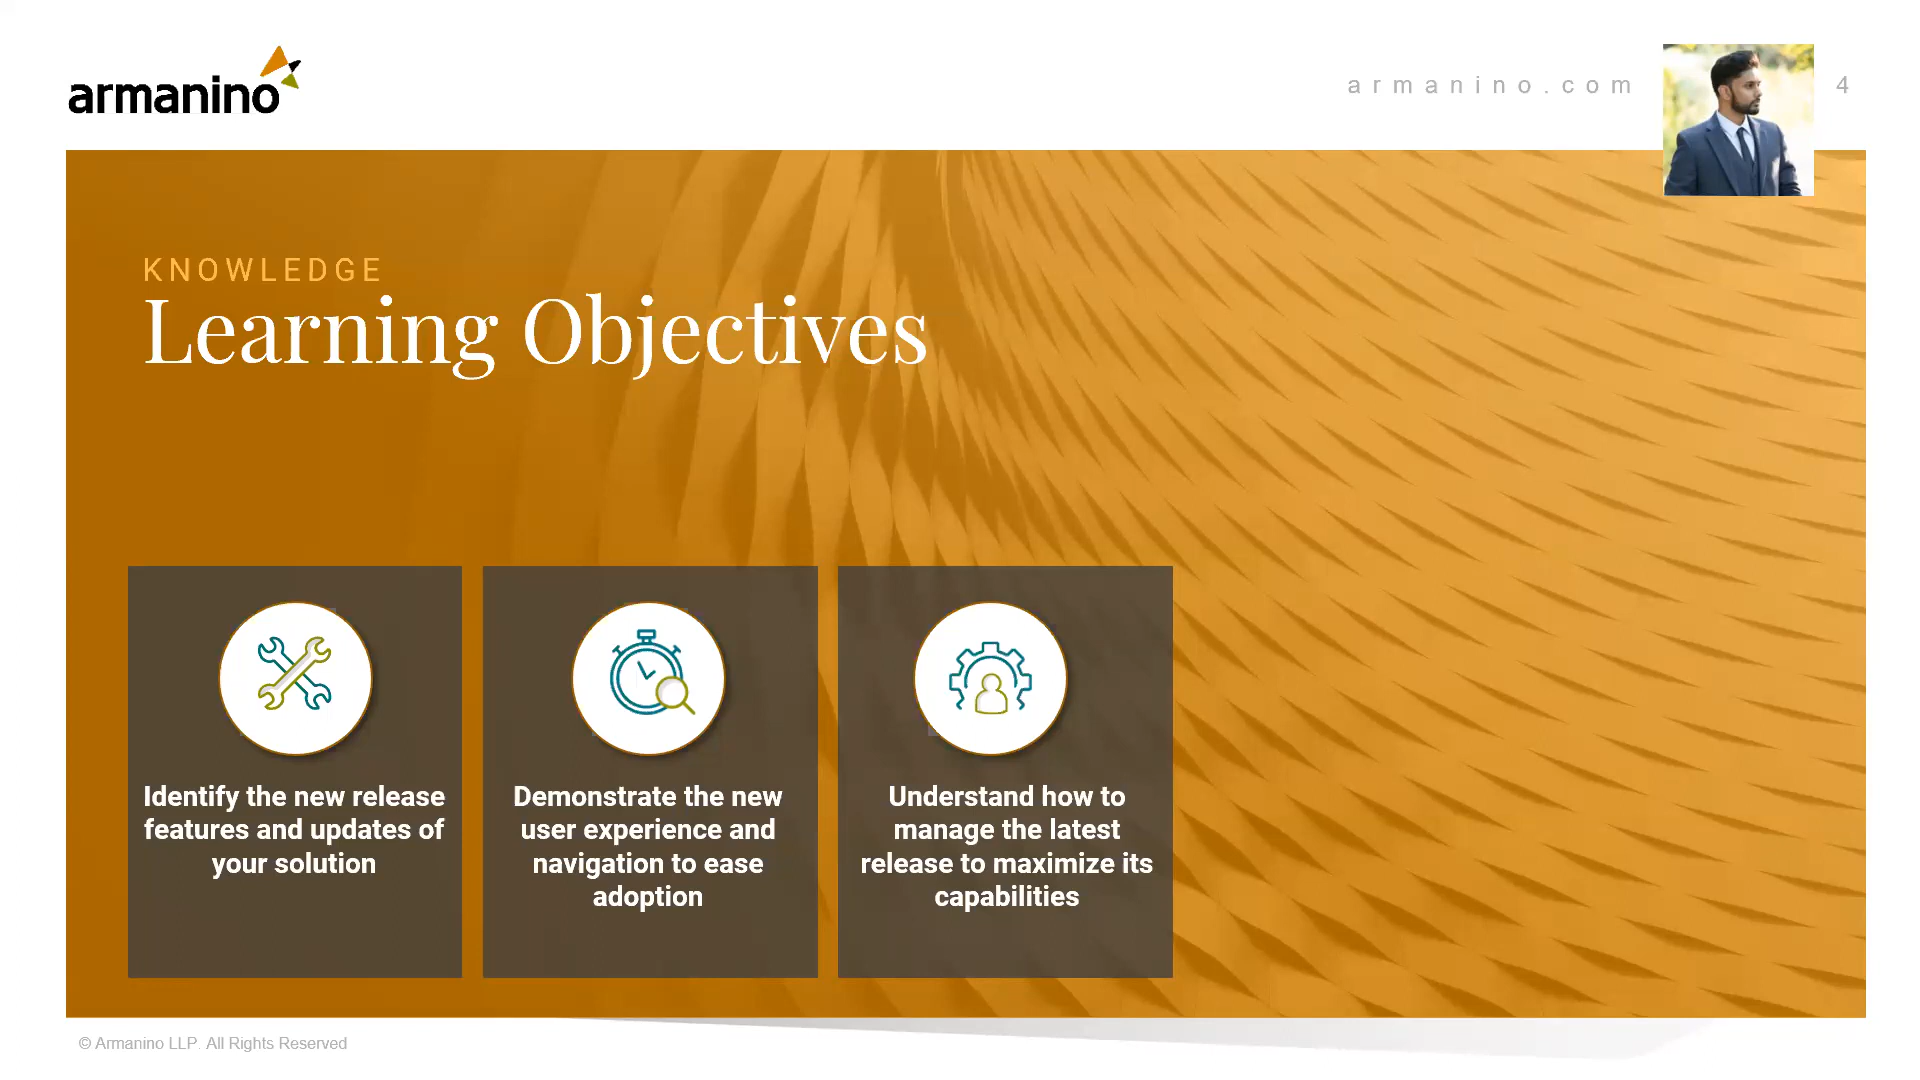 armanino
armanino.com
4
KNOWLEDGE
Learning Objectives
Identify the new release
features and updates of
your solution
Demonstrate the new
user experience and
navigation to ease
adoption
Understand how to
manage the latest
release to maximize its
capabilities
© Armanino LLP. All Rights Reserved